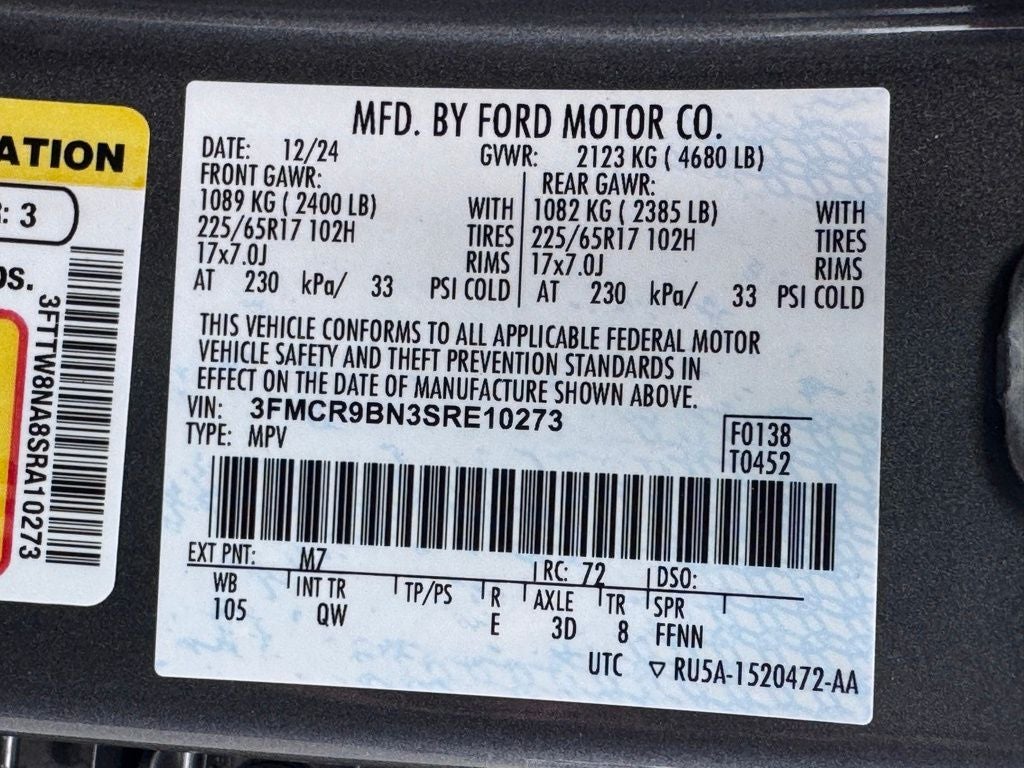 ATION
: 3
OS.
3FTTW8NA8SRA10273
MFD. BY FORD MOTOR CO.
DATE: 12/24 GVWR: 2123 KG ( 4680 LB)
FRONT GAWR: REAR GAWR:
1089 KG ( 2400 LB) WITH 1082 KG ( 2385 LB) WITH
225/65R17 102H TIRES 225/65R17 102H TIRES
17x7.0J RIMS 17x7.0J RIMS
AT 230 kPa/ 33 PSI COLD AT 230 kPa/ 33 PSI COLD
THIS VEHICLE CONFORMS TO ALL APPLICABLE FEDERAL MOTOR
VEHICLE SAFETY AND THEFT PREVENTION STANDARDS IN
EFFECT ON THE DATE OF MANUFACTURE SHOWN ABOVE.
VIN: 3FMCR9BN3SRE10273
TYPE: MPV
F0138
T0452
EXT PNT: M7 RC: 72 DSO:
WB INT TR TP/PS R AXLE TR SPR
105 QW E 3D 8 FFNN
UTC ▽ RU5A-1520472-AA